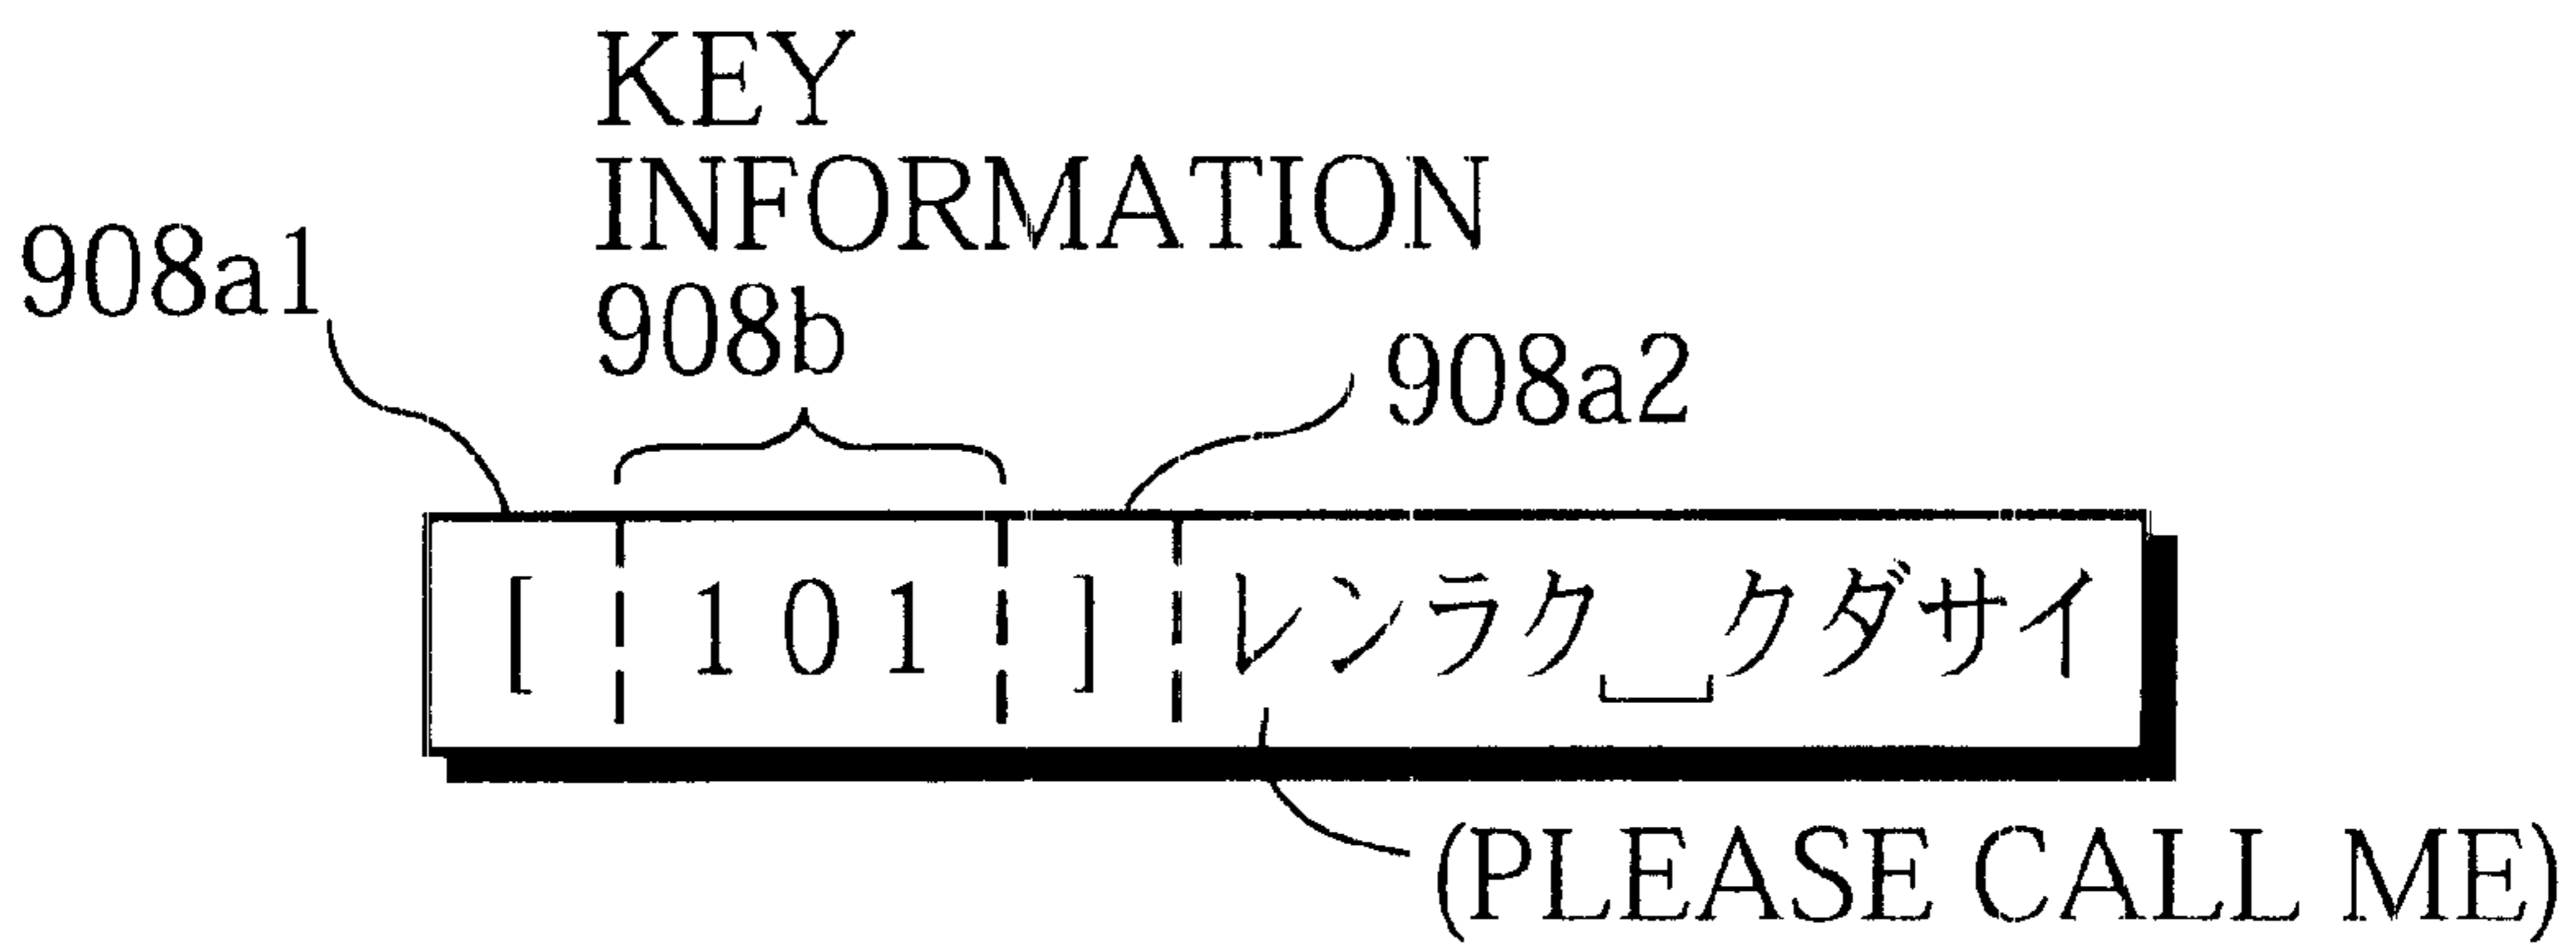 KEY
INFORMATION
908a1
908b
908a2
[ 101 ] レンラク␣クダサイ
(PLEASE CALL ME)